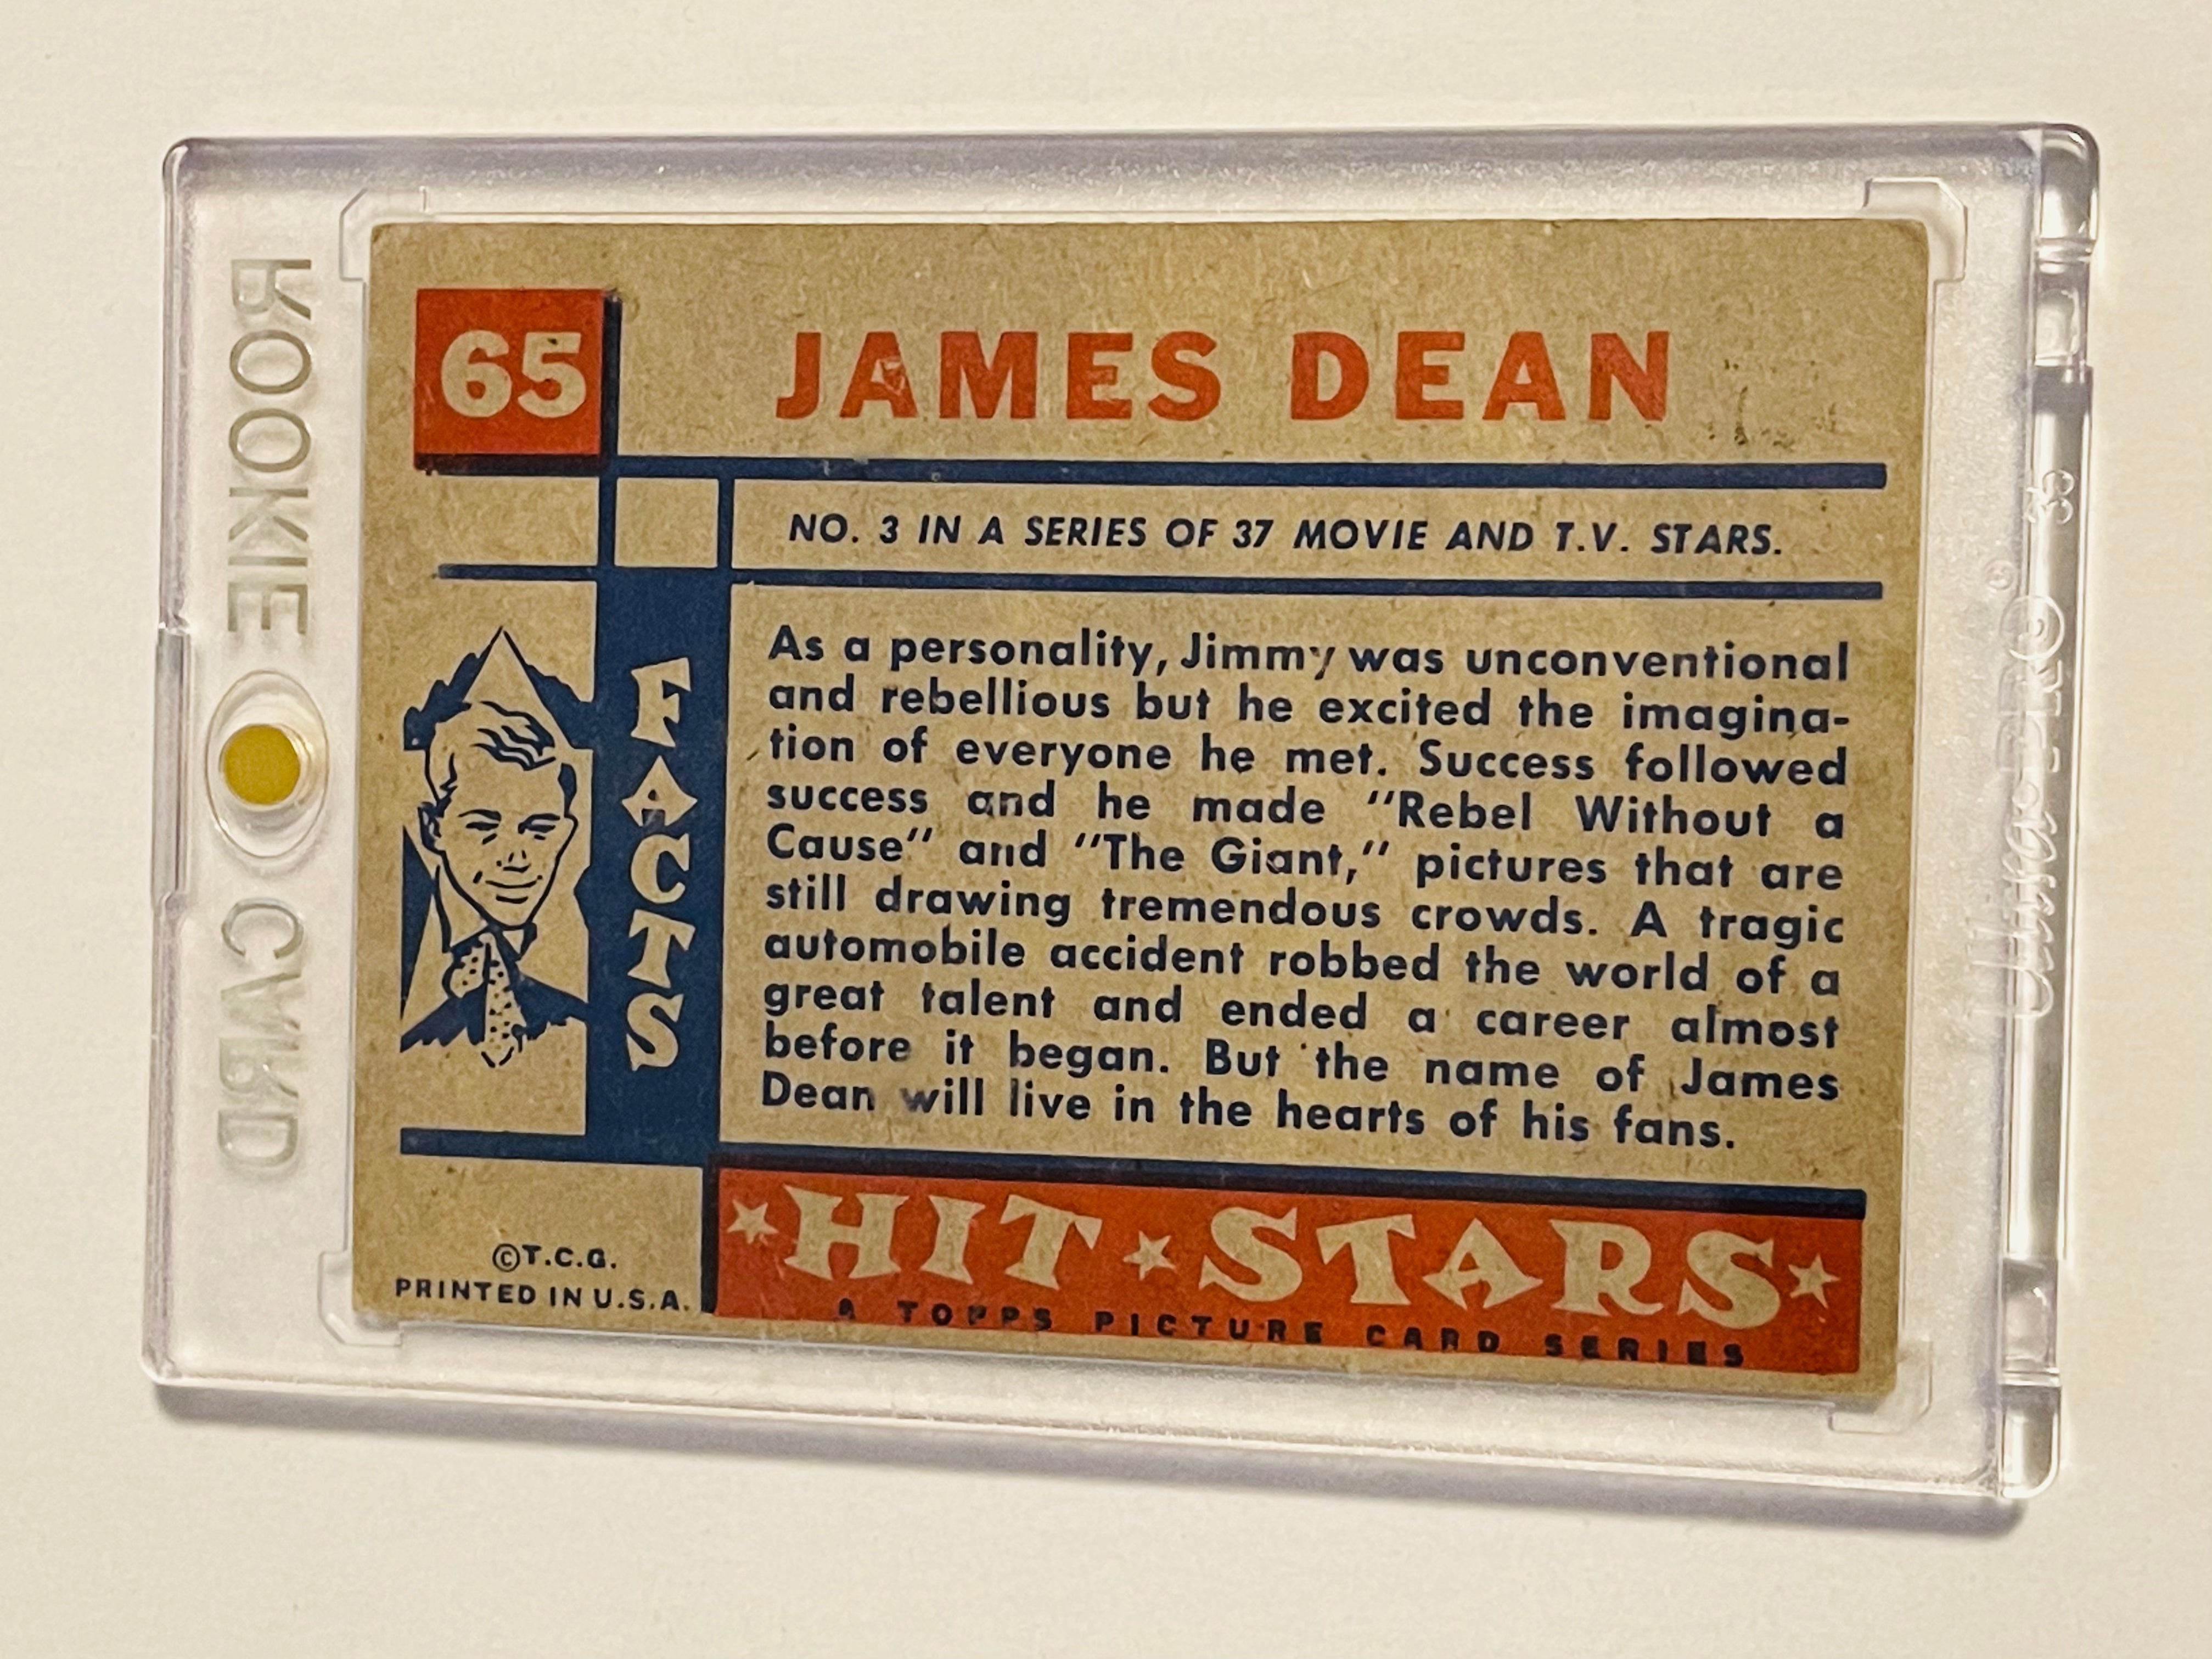 65
JAMES DEAN
NO. 3 IN A SERIES OF 37 MOVIE AND T.V. STARS.
FACTS
As a personality, Jimmy was unconventional
and rebellious but he excited the imagina-
tion of everyone he met. Success followed
success and he made "Rebel Without a
Cause" and "The Giant," pictures that are
still drawing tremendous crowds. A tragic
automobile accident robbed the world of a
great talent and ended a career almost
before it began. But the name of James
Dean will live in the hearts of his fans.
©T.C.G.
PRINTED IN U.S.A.
HIT STARS
A TOPPS PICTURE CARD SERIES
ROOKIE CARD
Ultra PRO®